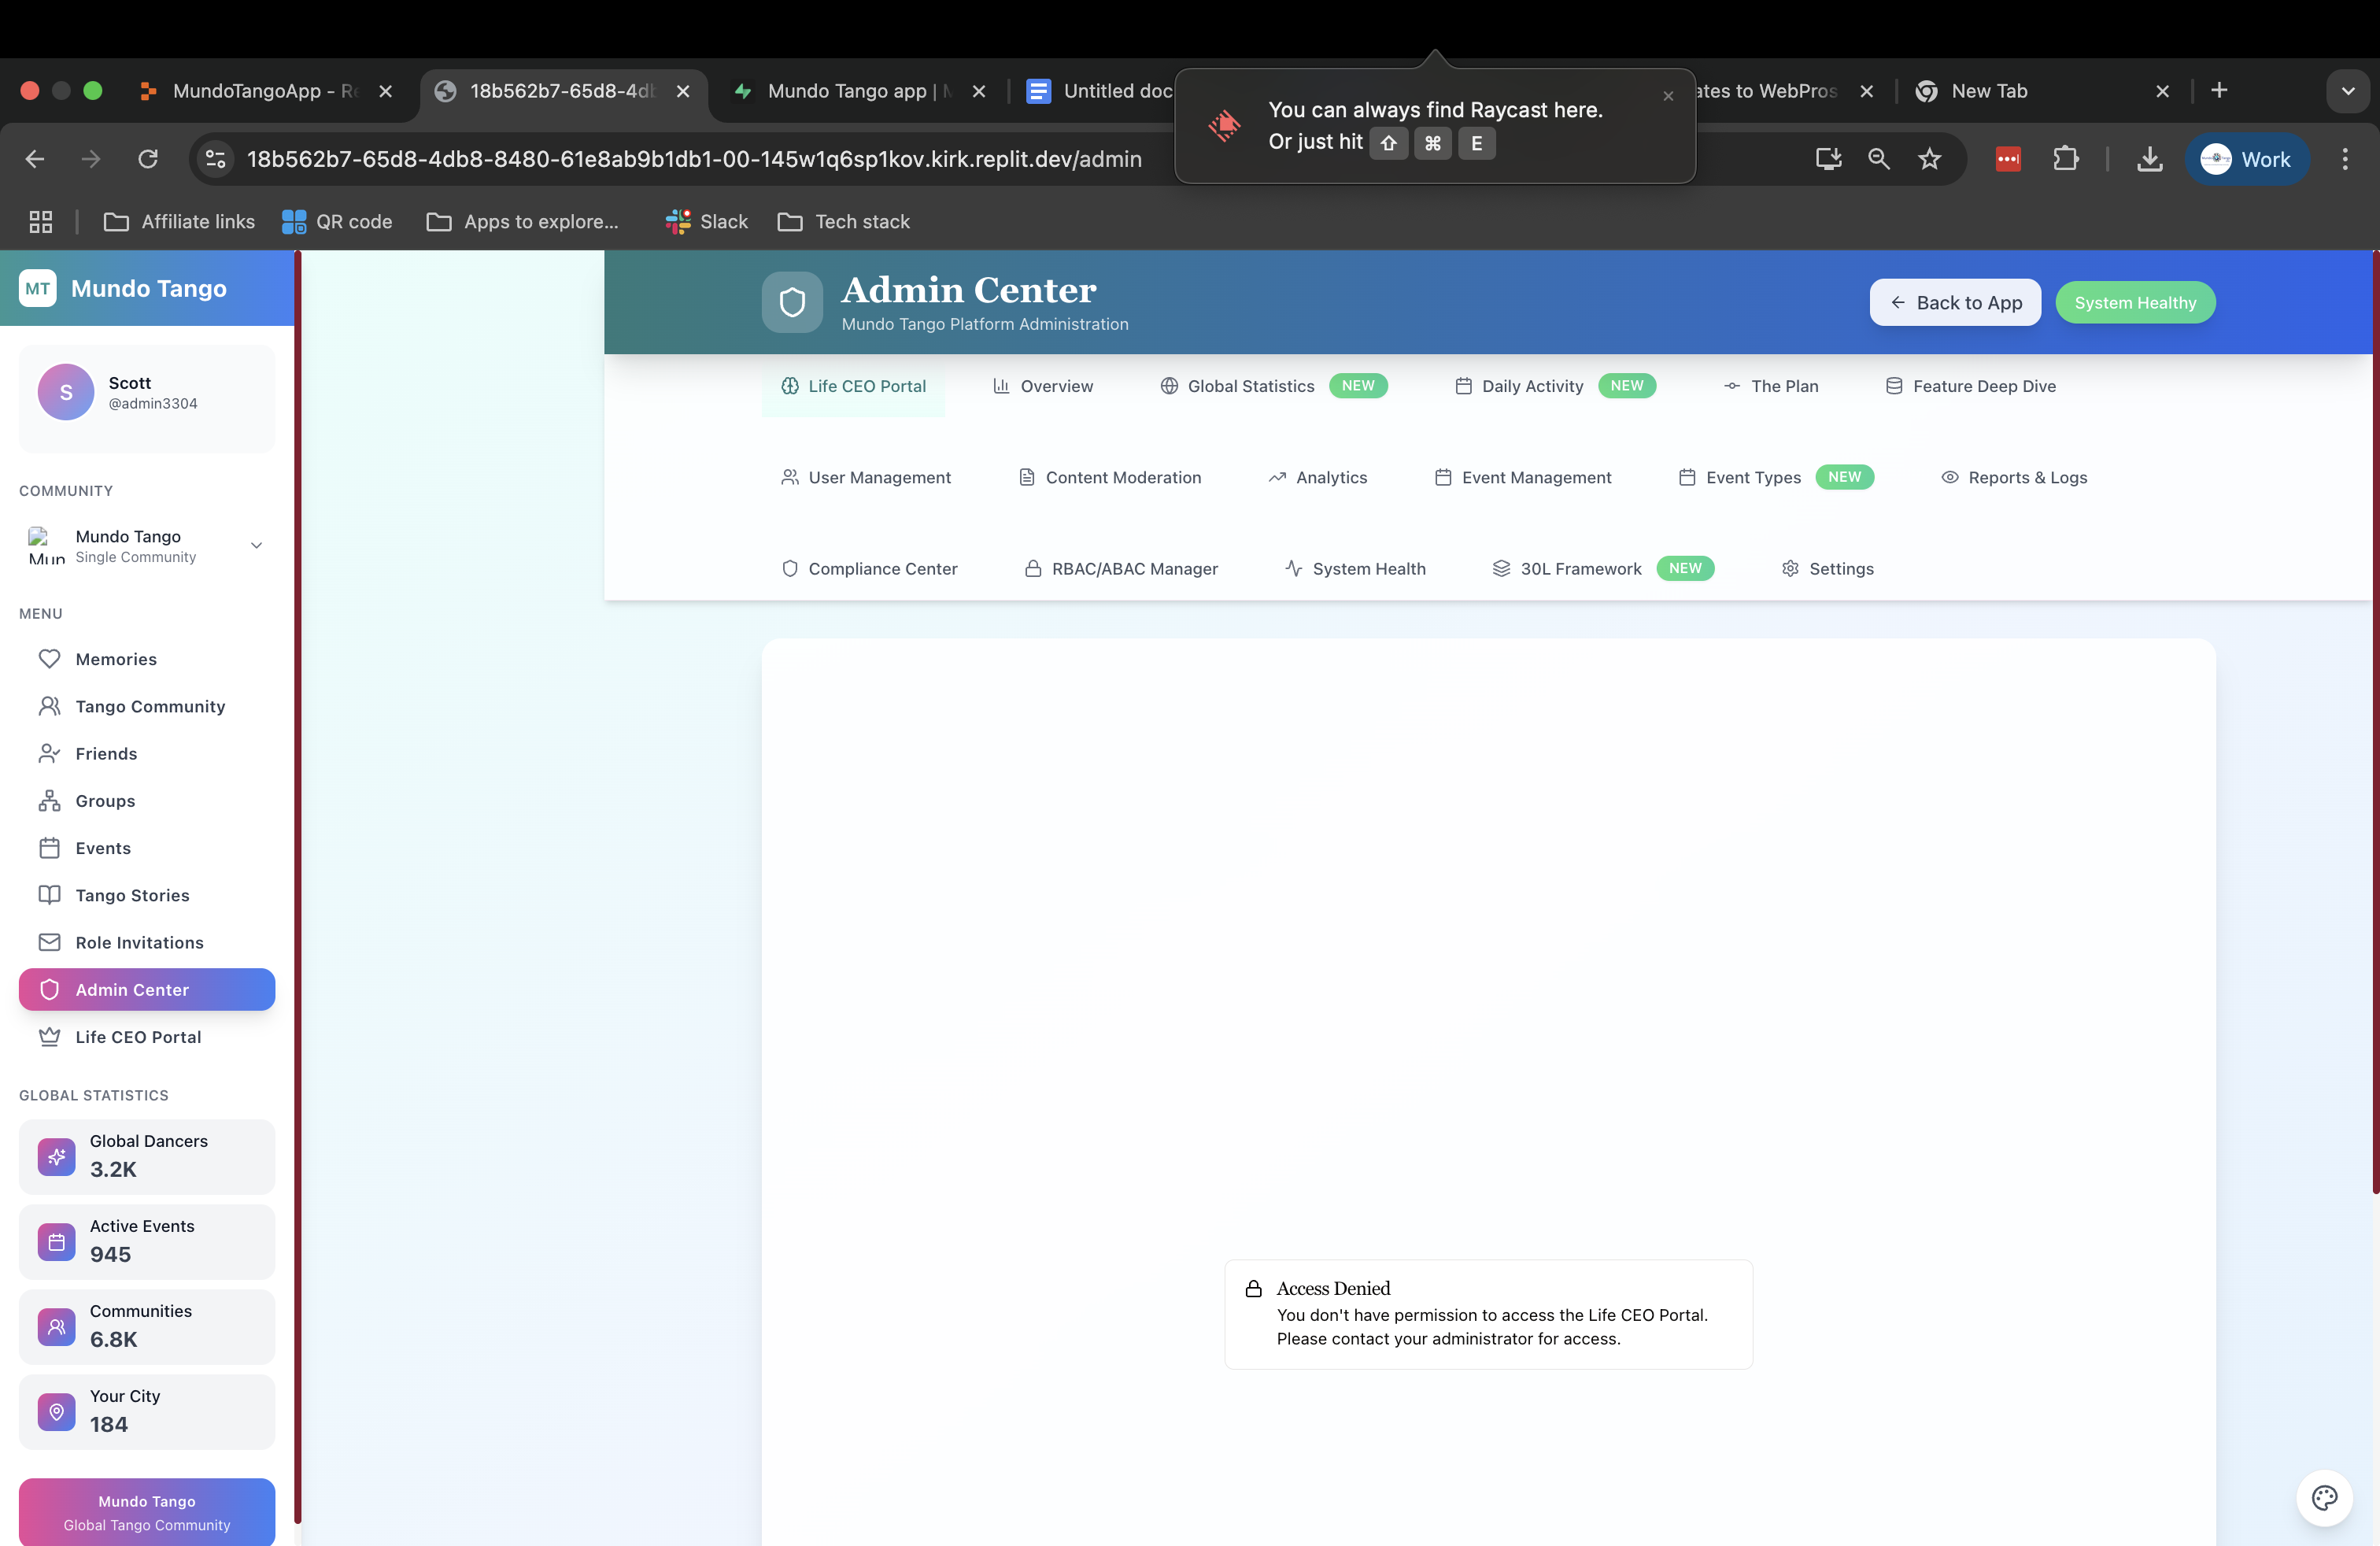 MundoTangoApp - Re
18b562b7-65d8-4db
Mundo Tango app | M
Untitled doc
ates to WebPros
New Tab
You can always find Raycast here.
Or just hit ⇧ ⌘ E
18b562b7-65d8-4db8-8480-61e8ab9b1db1-00-145w1q6sp1kov.kirk.replit.dev/admin
Work
Affiliate links
QR code
Apps to explore...
Slack
Tech stack
MT Mundo Tango
S
Scott
@admin3304
COMMUNITY
Mun
Mundo Tango
Single Community
MENU
Memories
Tango Community
Friends
Groups
Events
Tango Stories
Role Invitations
Admin Center
Life CEO Portal
GLOBAL STATISTICS
Global Dancers
3.2K
Active Events
945
Communities
6.8K
Your City
184
Mundo Tango
Global Tango Community
Admin Center
Mundo Tango Platform Administration
← Back to App
System Healthy
Life CEO Portal
Overview
Global Statistics NEW
Daily Activity NEW
The Plan
Feature Deep Dive
User Management
Content Moderation
Analytics
Event Management
Event Types NEW
Reports & Logs
Compliance Center
RBAC/ABAC Manager
System Health
30L Framework NEW
Settings
Access Denied
You don't have permission to access the Life CEO Portal.
Please contact your administrator for access.